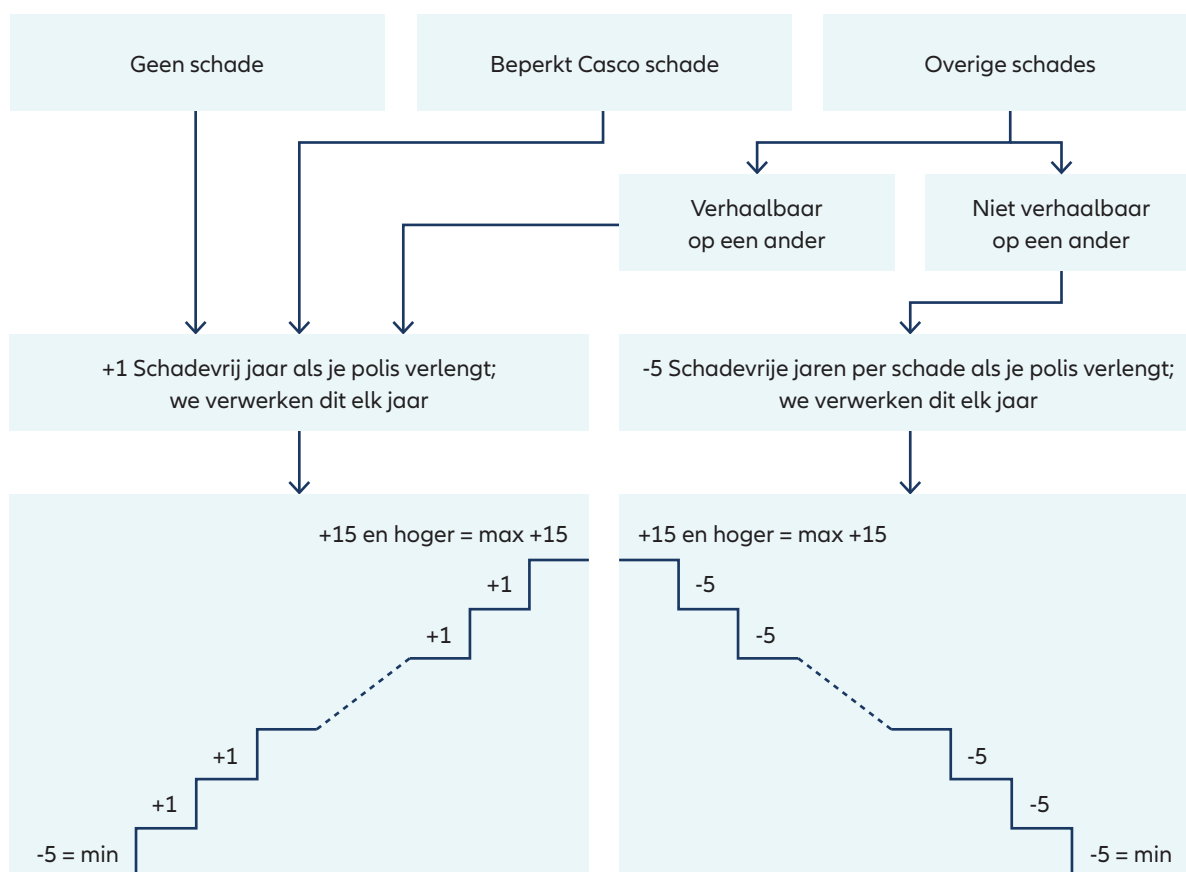 Geen schade
Beperkt Casco schade
Overige schades
Verhaalbaar
op een ander
Niet verhaalbaar
op een ander
+1 Schadevrij jaar als je polis verlengt;
we verwerken dit elk jaar
-5 Schadevrije jaren per schade als je polis verlengt;
we verwerken dit elk jaar
+15 en hoger = max +15
+1
+1
+1
+1
-5 = min
+15 en hoger = max +15
-5
-5
-5
-5
-5 = min